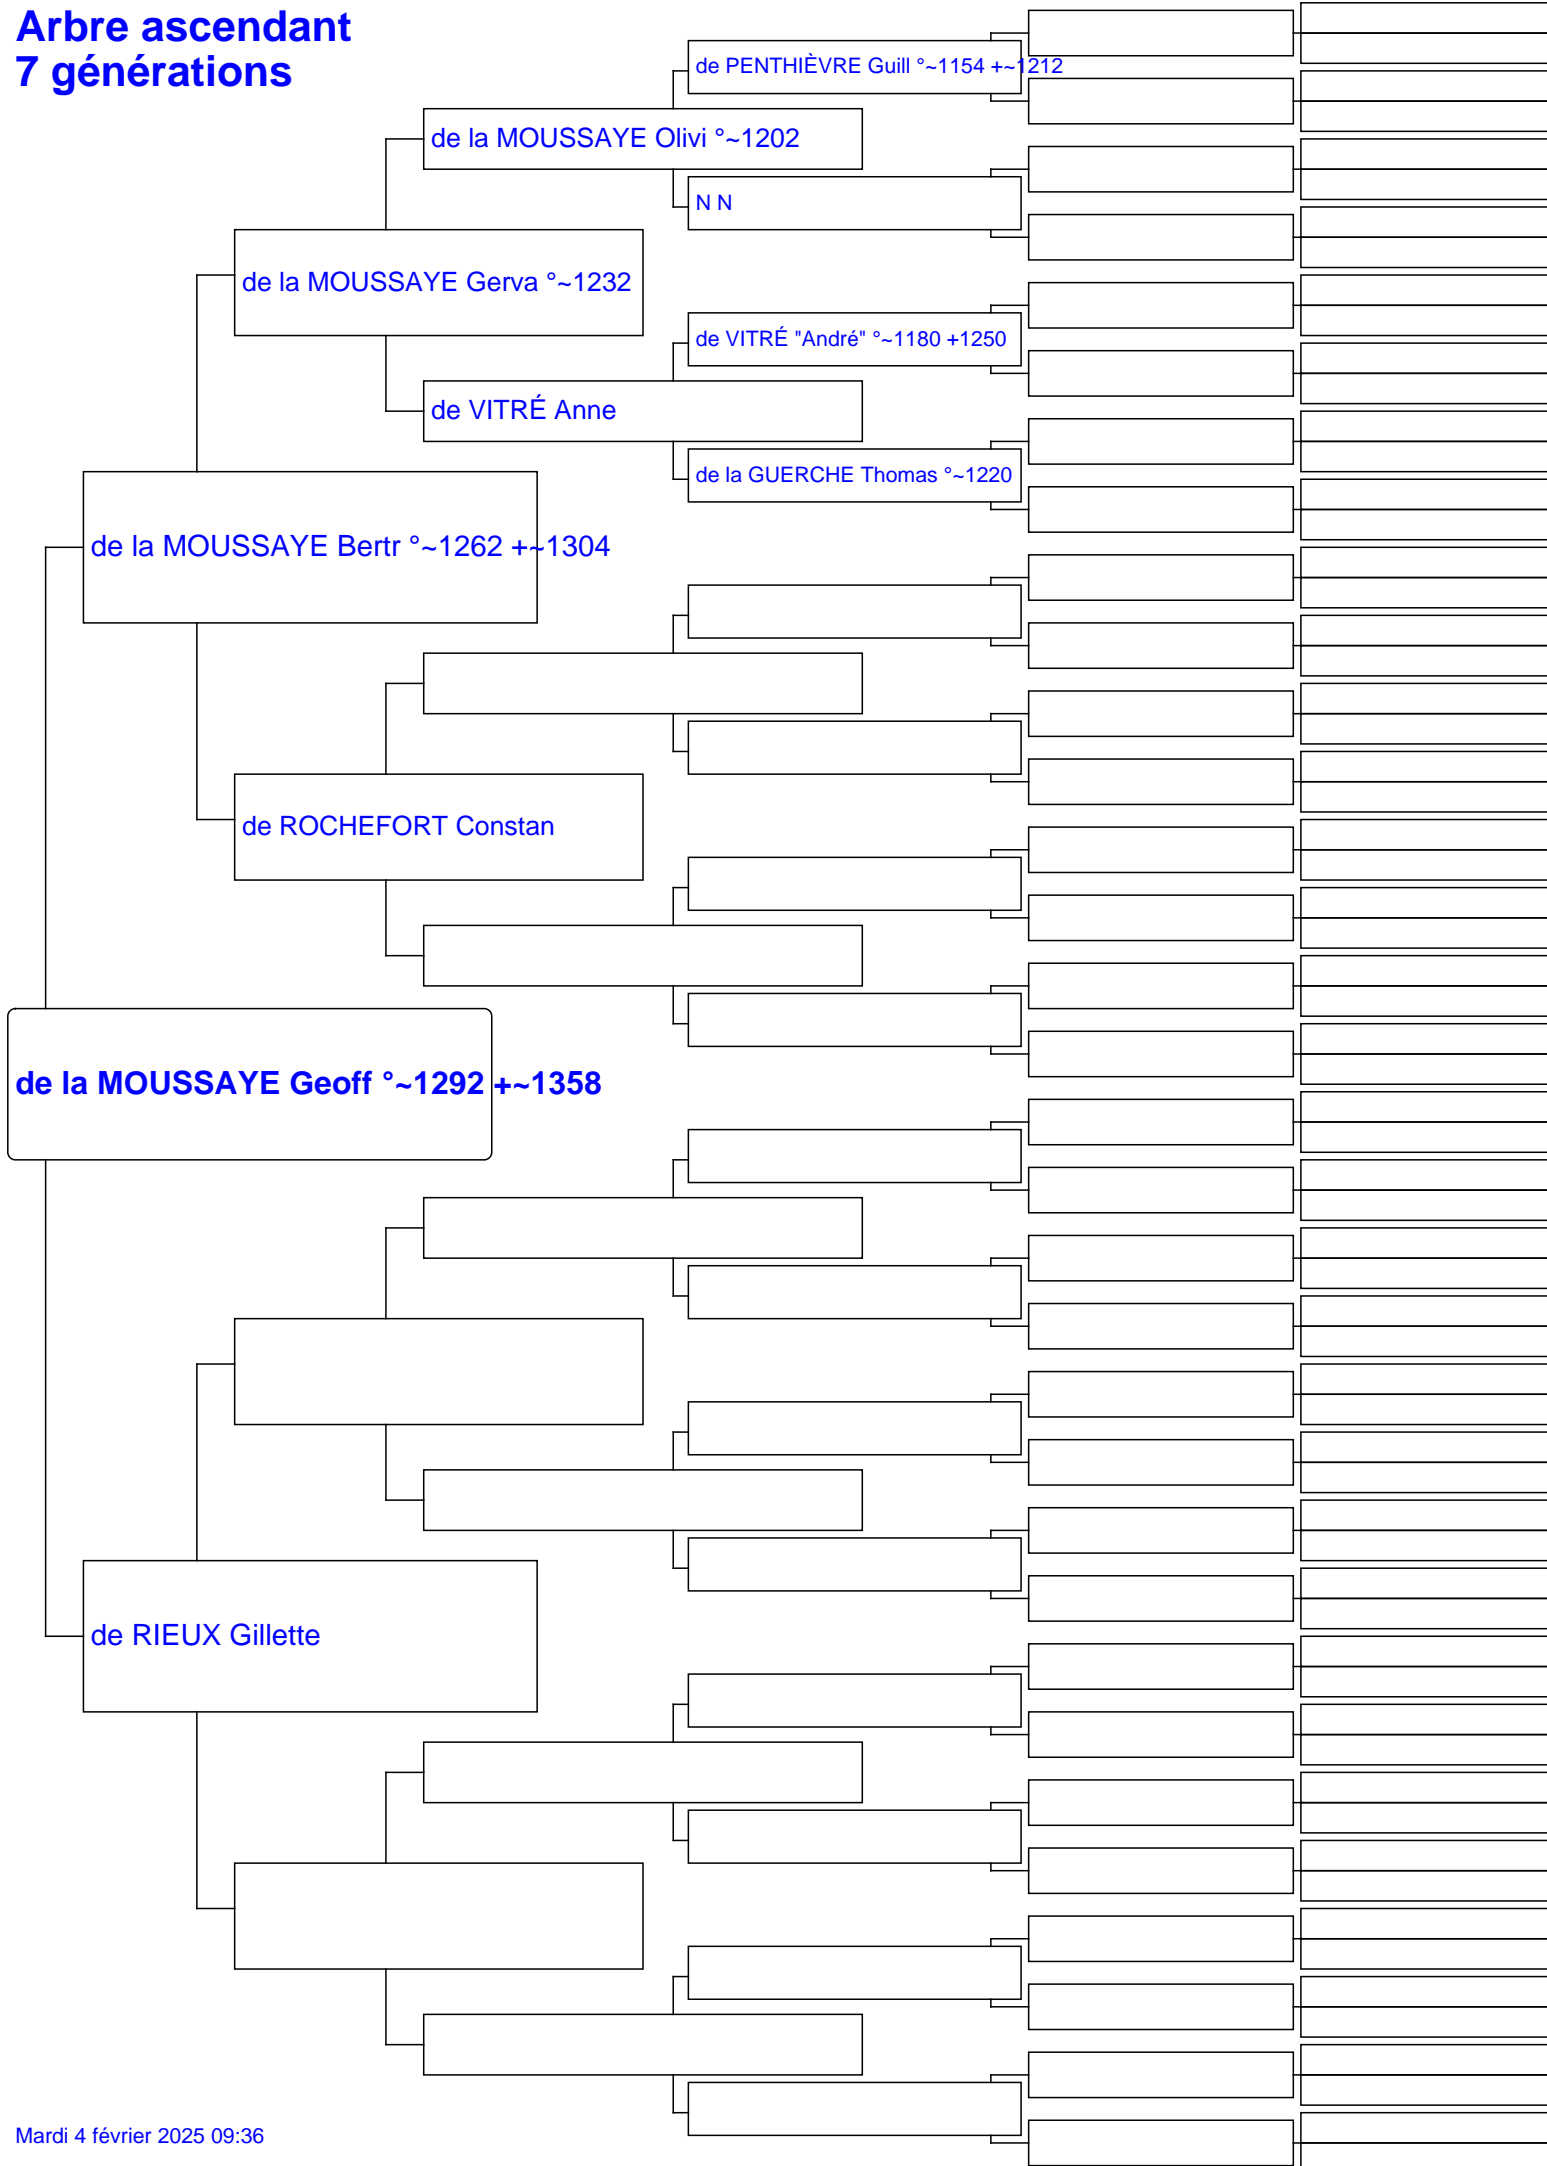 Arbre ascendant
7 générations
de PENTHIÈVRE Guill °~1154 +~1212
de la MOUSSAYE Olivi °~1202
N N
de la MOUSSAYE Gerva °~1232
de VITRÉ "André" °~1180 +1250
de VITRÉ Anne
de la GUERCHE Thomas °~1220
de la MOUSSAYE Bertr °~1262 +~1304
de ROCHEFORT Constan
de la MOUSSAYE Geoff °~1292 +~1358
de RIEUX Gillette
Mardi 4 février 2025 09:36